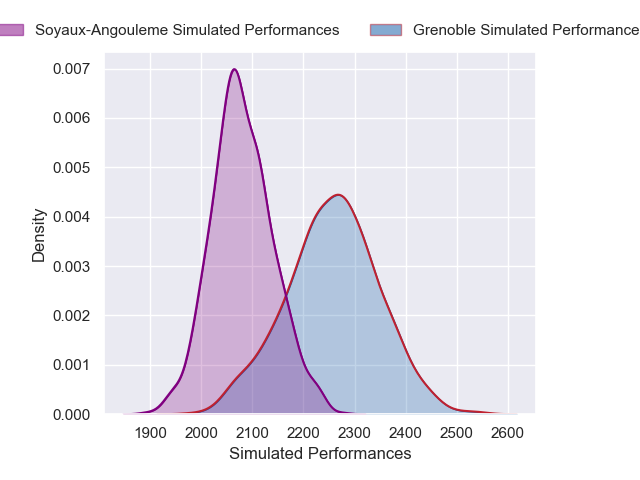 Soyaux-Angouleme Simulated Performances Grenoble Simulated Performance
0.007
0.006
0.005
0.004
0.003
0.002
0.001
0.000
Density
1900 2000 2100 2200 2300 2400 2500 2600
Simulated Performances